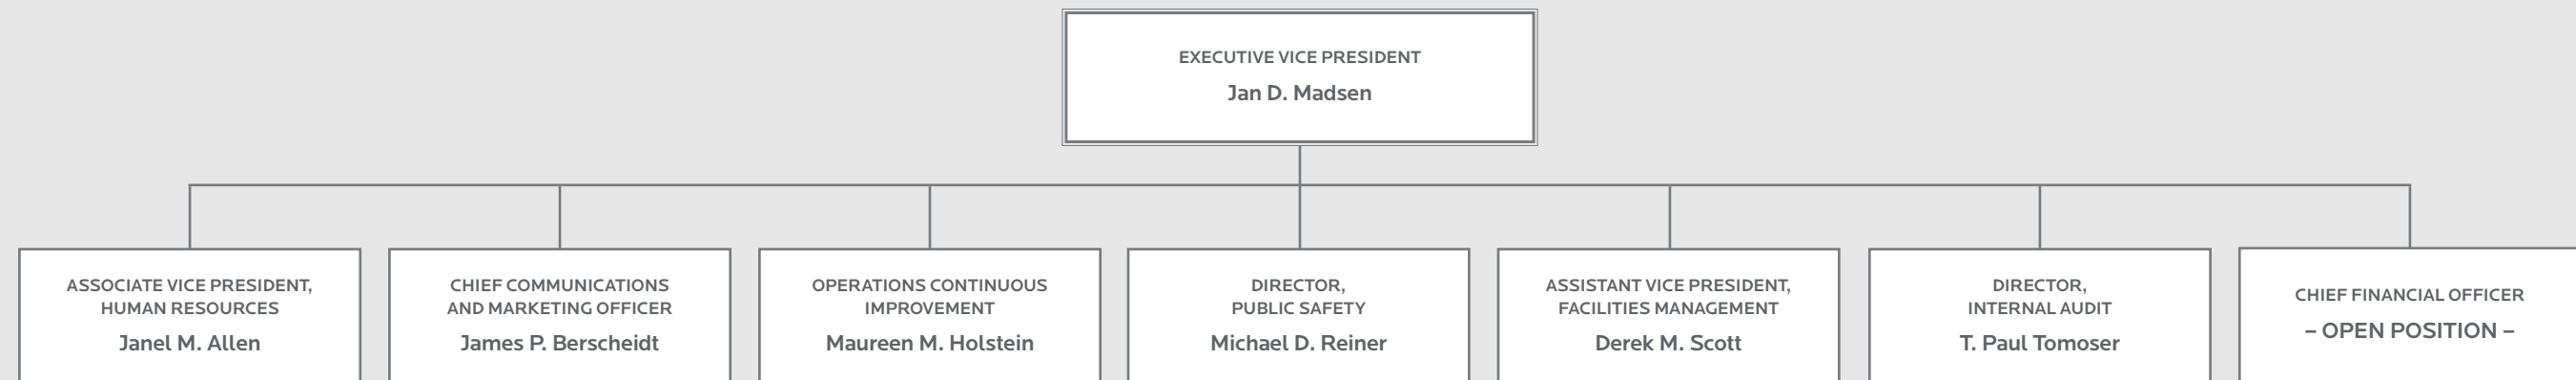 EXECUTIVE VICE PRESIDENT
Jan D. Madsen
ASSOCIATE VICE PRESIDENT,
HUMAN RESOURCES
Janel M. Allen
CHIEF COMMUNICATIONS
AND MARKETING OFFICER
James P. Berscheidt
OPERATIONS CONTINUOUS
IMPROVEMENT
Maureen M. Holstein
DIRECTOR,
PUBLIC SAFETY
Michael D. Reiner
ASSISTANT VICE PRESIDENT,
FACILITIES MANAGEMENT
Derek M. Scott
DIRECTOR,
INTERNAL AUDIT
T. Paul Tomoser
CHIEF FINANCIAL OFFICER
– OPEN POSITION –